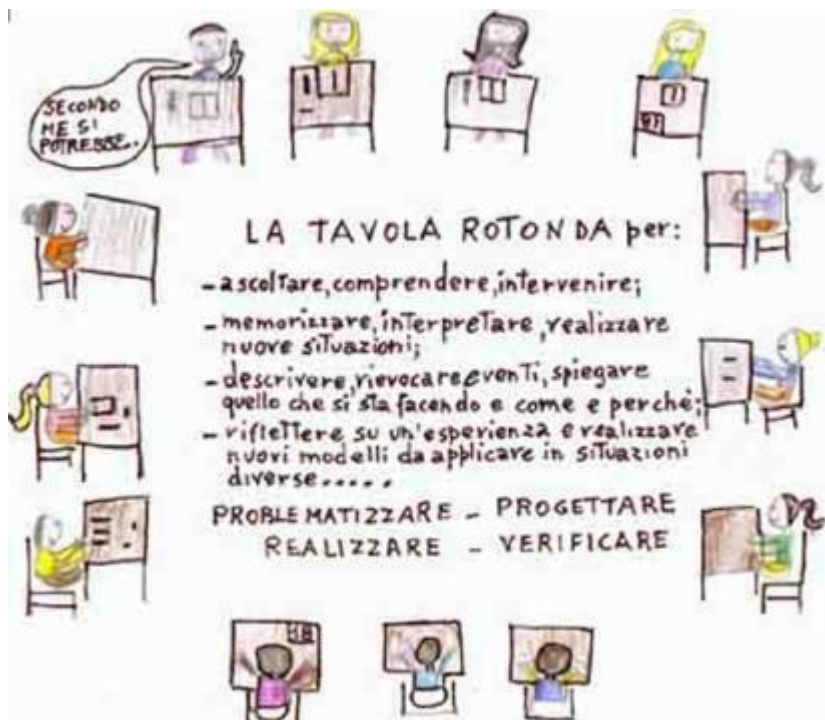 SECONDO
ME SI
POTREBBE..
LA TAVOLA ROTONDA per:
- ascoltare, comprendere, intervenire;
- memorizzare, interpretare, realizzare
nuove situazioni;
- descrivere, rievocare eventi, spiegare
quello che si sta facendo e come e perché;
- riflettere su un'esperienza e realizzare
nuovi modelli da applicare in situazioni
diverse.....
PROBLEMATIZZARE - PROGETTARE
REALIZZARE - VERIFICARE